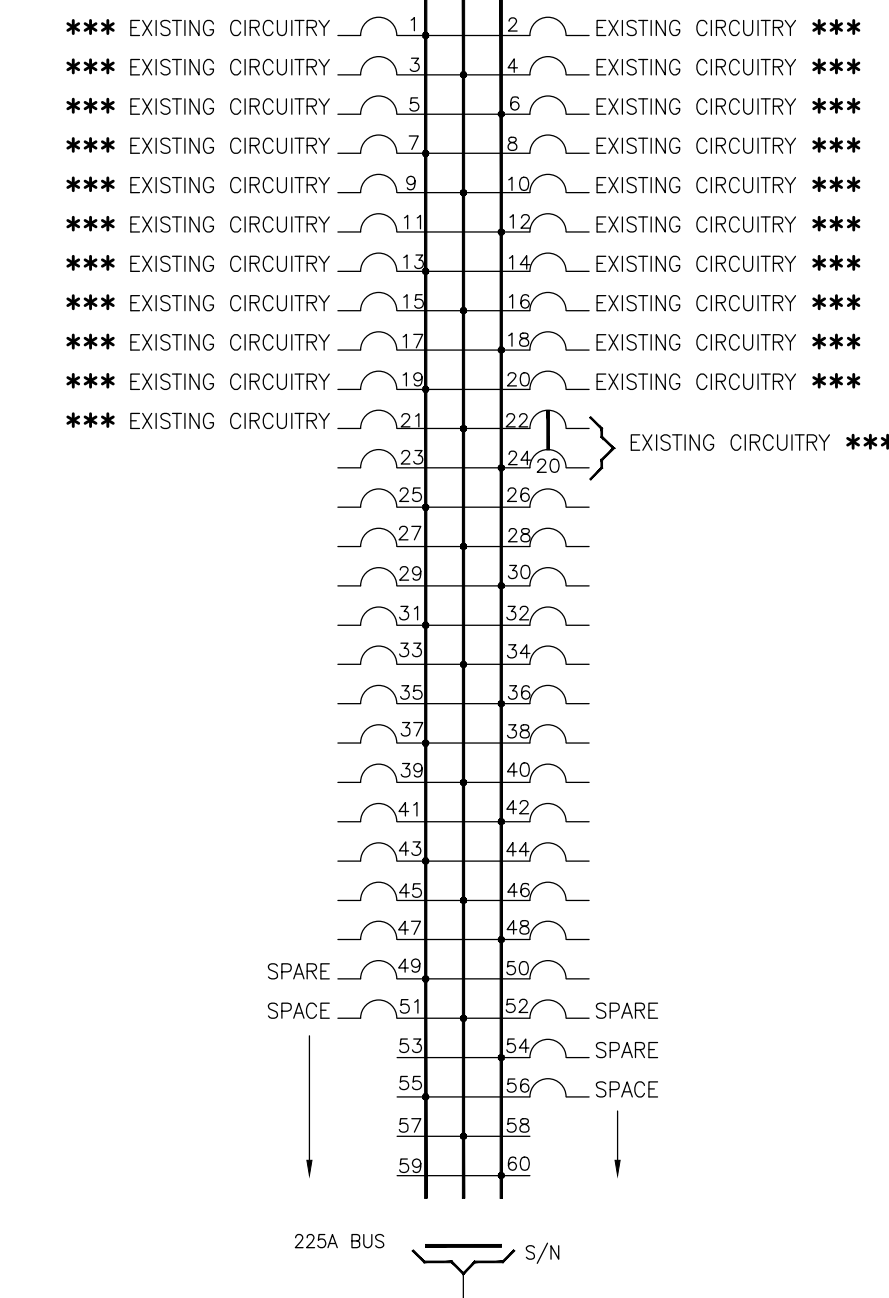 *** EXISTING CIRCUITRY 1 2 EXISTING CIRCUITRY ***
*** EXISTING CIRCUITRY 3 4 EXISTING CIRCUITRY ***
*** EXISTING CIRCUITRY 5 6 EXISTING CIRCUITRY ***
*** EXISTING CIRCUITRY 7 8 EXISTING CIRCUITRY ***
*** EXISTING CIRCUITRY 9 10 EXISTING CIRCUITRY ***
*** EXISTING CIRCUITRY 11 12 EXISTING CIRCUITRY ***
*** EXISTING CIRCUITRY 13 14 EXISTING CIRCUITRY ***
*** EXISTING CIRCUITRY 15 16 EXISTING CIRCUITRY ***
*** EXISTING CIRCUITRY 17 18 EXISTING CIRCUITRY ***
*** EXISTING CIRCUITRY 19 20 EXISTING CIRCUITRY ***
*** EXISTING CIRCUITRY 21 22
EXISTING CIRCUITRY ***
23 24 20
25 26
27 28
29 30
31 32
33 34
35 36
37 38
39 40
41 42
43 44
45 46
47 48
SPARE 49 50
SPACE 51 52 SPARE
53 54 SPARE
55 56 SPACE
57 58
59 60
225A BUS S/N